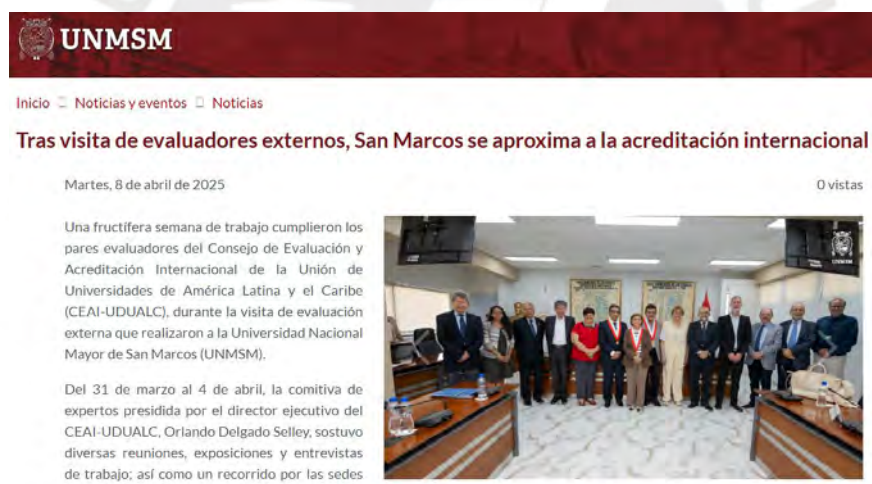 UNMSM
Inicio Noticias y eventos Noticias
Tras visita de evaluadores externos, San Marcos se aproxima a la acreditación internacional
Martes, 8 de abril de 2025
0 vistas
Una fructífera semana de trabajo cumplieron los
pares evaluadores del Consejo de Evaluación y
Acreditación Internacional de la Unión de
Universidades de América Latina y el Caribe
(CEAI-UDUALC), durante la visita de evaluación
externa que realizaron a la Universidad Nacional
Mayor de San Marcos (UNMSM).
Del 31 de marzo al 4 de abril, la comitiva de
expertos presidida por el director ejecutivo del
CEAI-UDUALC, Orlando Delgado Selley, sostuvo
diversas reuniones, exposiciones y entrevistas
de trabajo; así como un recorrido por las sedes
UNMSM